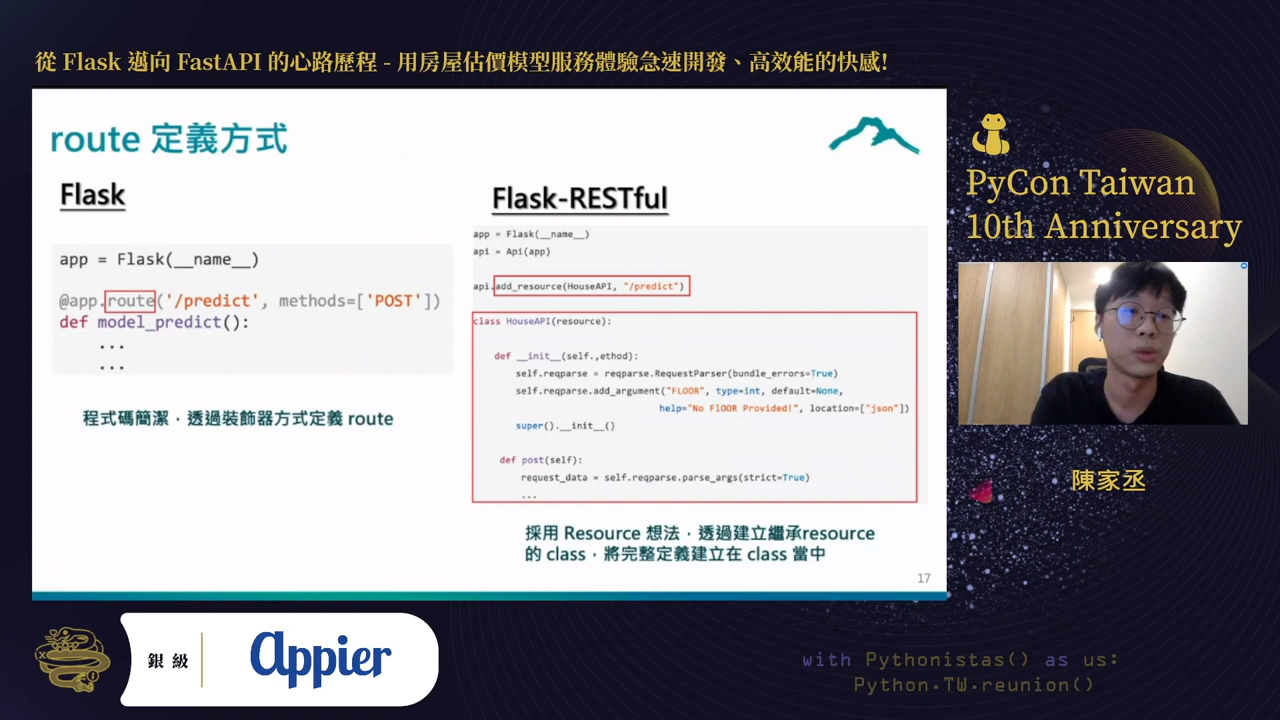 從 Flask 邁向 FastAPI 的心路歷程 - 用房屋估價模型服務體驗急速開發、高效能的快感!
route 定義方式
Flask
app = Flask(__name__)
@app.route('/predict', methods=['POST'])
def model_predict():
...
...
程式碼簡潔，透過裝飾器方式定義 route
Flask-RESTful
app = Flask(__name__)
api = Api(app)
api.add_resource(HouseAPI, "/predict")
class HouseAPI(resource):
def __init__(self.,ethod):
self.reqparse = reqparse.RequestParser(bundle_errors=True)
self.reqparse.add_argument("FLOOR", type=int, default=None,
help="No FlOOR Provided!", location=["json"])
super().__init__()
def post(self):
request_data = self.reqparse.parse_args(strict=True)
...
採用 Resource 想法，透過建立繼承resource
的 class，將完整定義建立在 class 當中
17
PyCon Taiwan
10th Anniversary
陳家丞
銀級
appier
with Pythonistas() as us:
Python.TW.reunion()